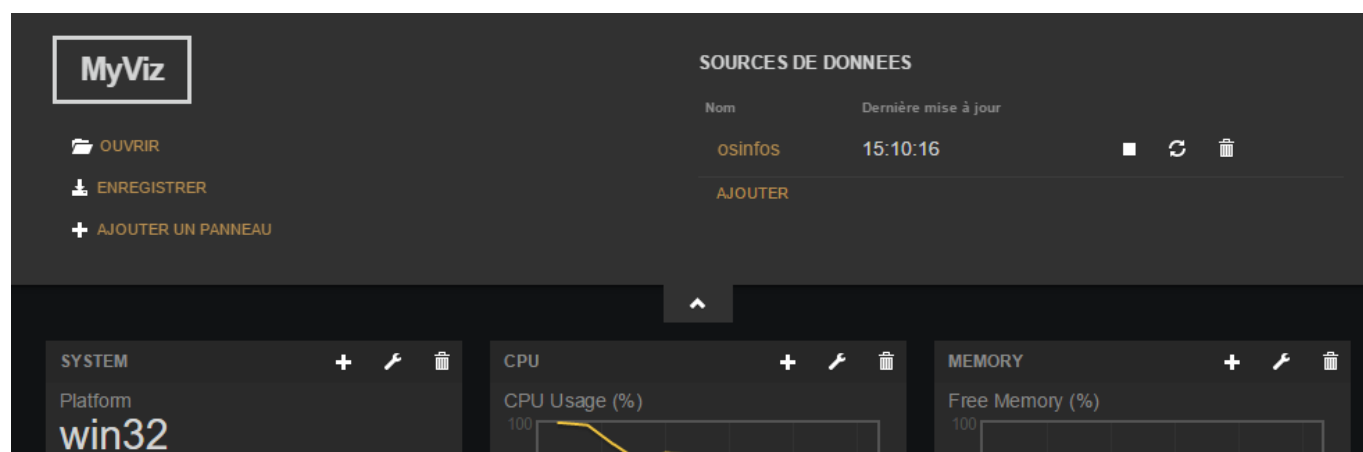 MyViz
OUVRIR
ENREGISTRER
AJOUTER UN PANNEAU
SOURCES DE DONNEES
Nom Dernière mise à jour
osinfos 15:10:16
AJOUTER
SYSTEM
Platform
win32
CPU
CPU Usage (%)
100
MEMORY
Free Memory (%)
100